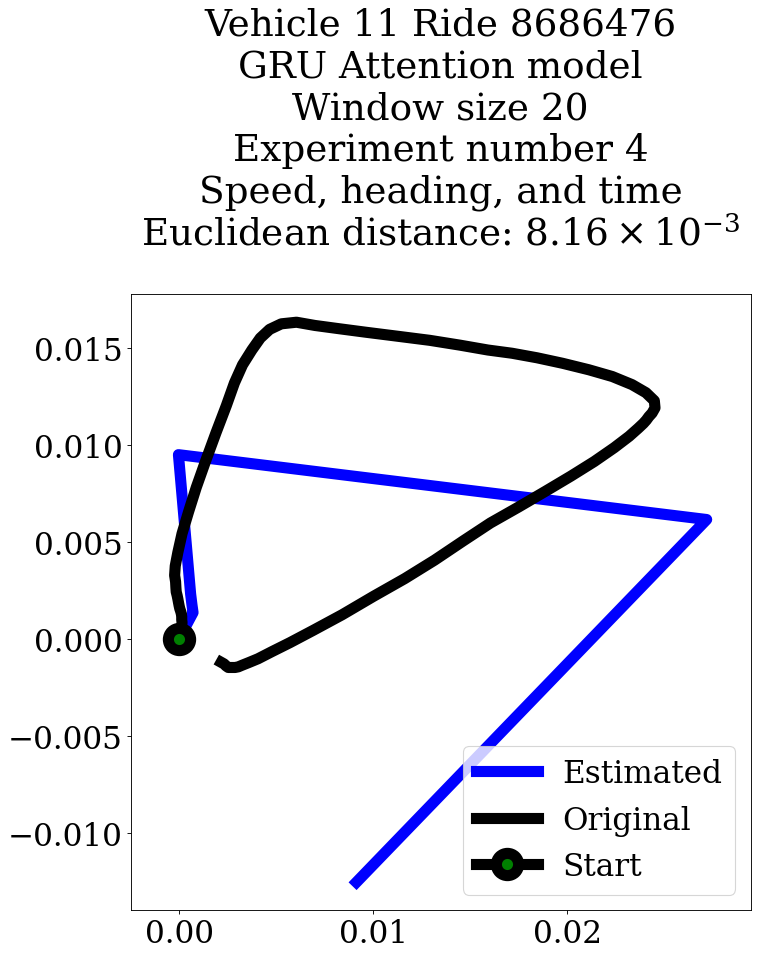 Vehicle 11 Ride 8686476
GRU Attention model
Window size 20
Experiment number 4
Speed, heading, and time
Euclidean distance: 8.16 × 10⁻³
0.015
0.010
0.005
0.000
−0.005
−0.010
0.00
0.01
0.02
Estimated
Original
Start